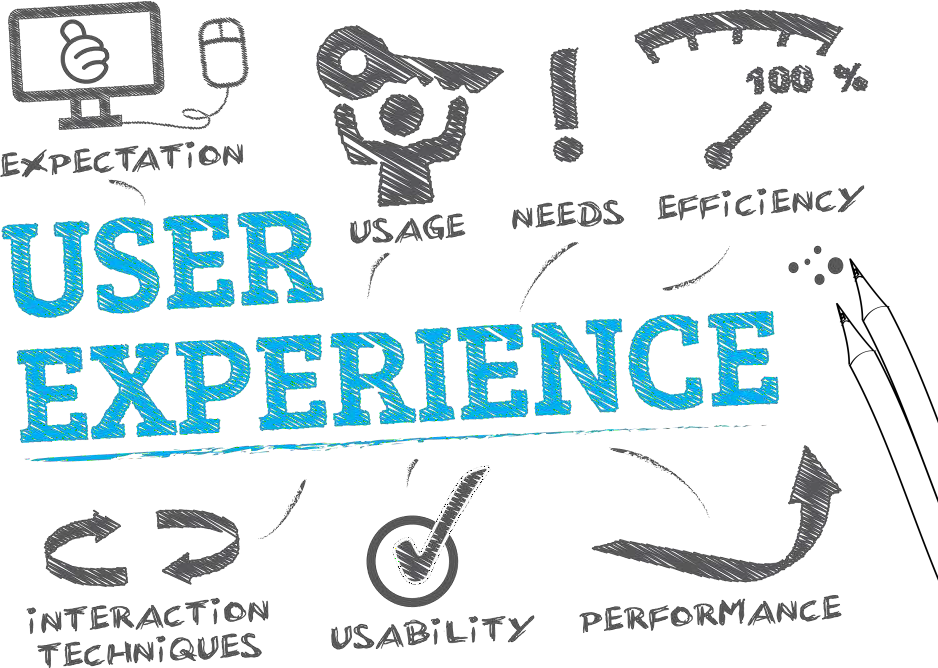 EXPECTATION
USAGE
NEEDS
100 %
EFFICIENCY
USER
EXPERIENCE
INTERACTION
TECHNIQUES
USABILITY
PERFORMANCE